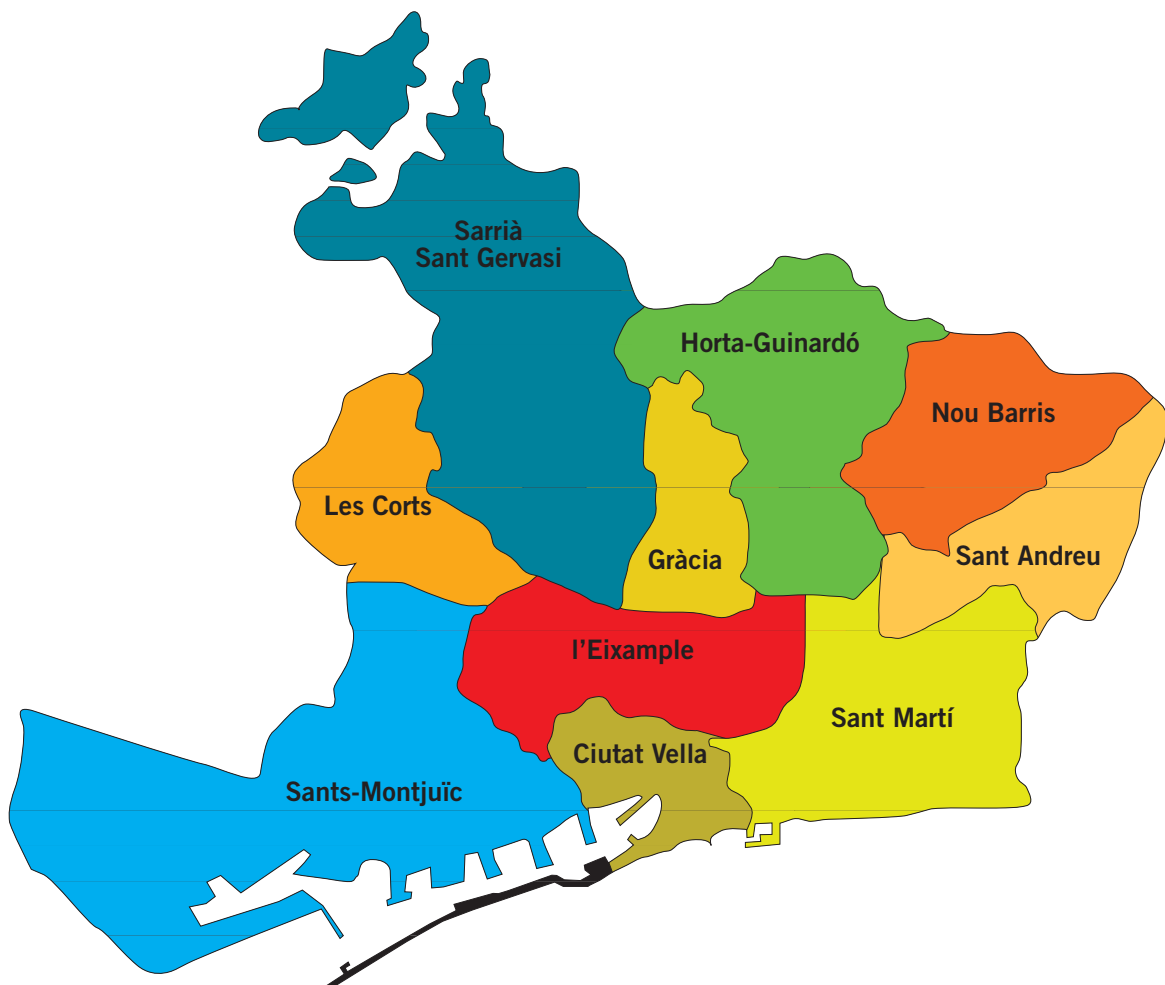 Sarrià
Sant Gervasi
Horta-Guinardó
Nou Barris
Les Corts
Gràcia
Sant Andreu
l’Eixample
Sant Martí
Ciutat Vella
Sants-Montjuïc